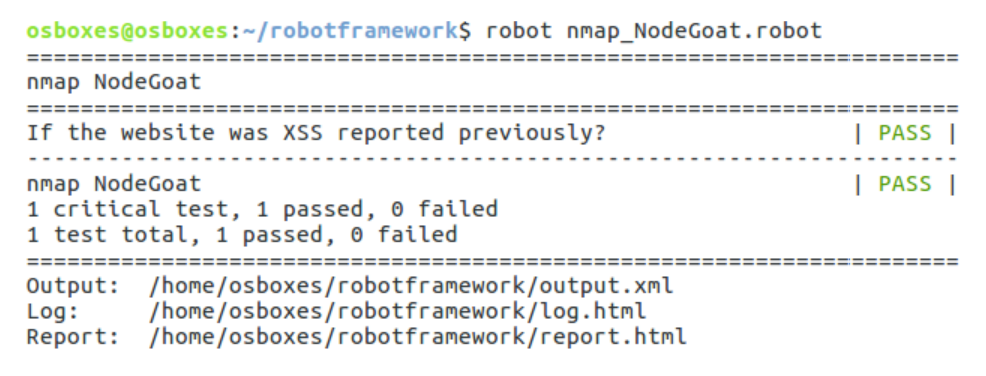 osboxes@osboxes:~/robotframework$ robot nmap_NodeGoat.robot
==============================================================================
nmap NodeGoat
==============================================================================
If the website was XSS reported previously?                           | PASS |
------------------------------------------------------------------------------
nmap NodeGoat                                                         | PASS |
1 critical test, 1 passed, 0 failed
1 test total, 1 passed, 0 failed
==============================================================================
Output:  /home/osboxes/robotframework/output.xml
Log:     /home/osboxes/robotframework/log.html
Report:  /home/osboxes/robotframework/report.html